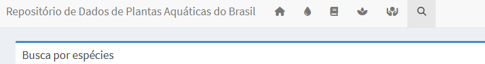 Repositório de Dados de Plantas Aquáticas do Brasil
Busca por espécies